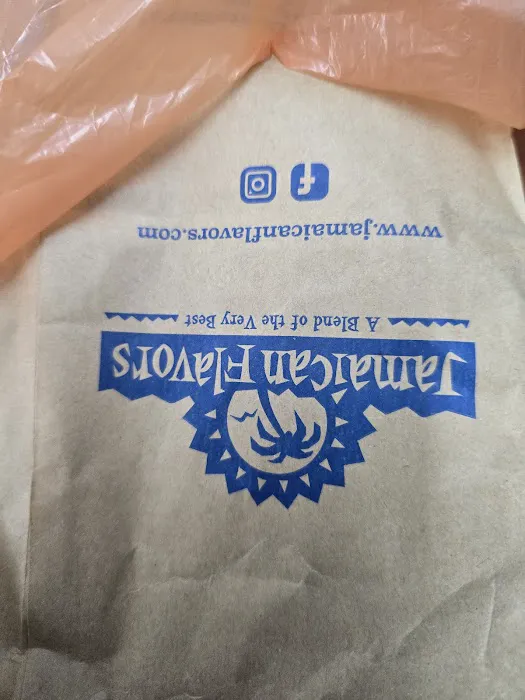 Jamaican Flavors
A Blend of the Very Best
www.jamaicanflavors.com